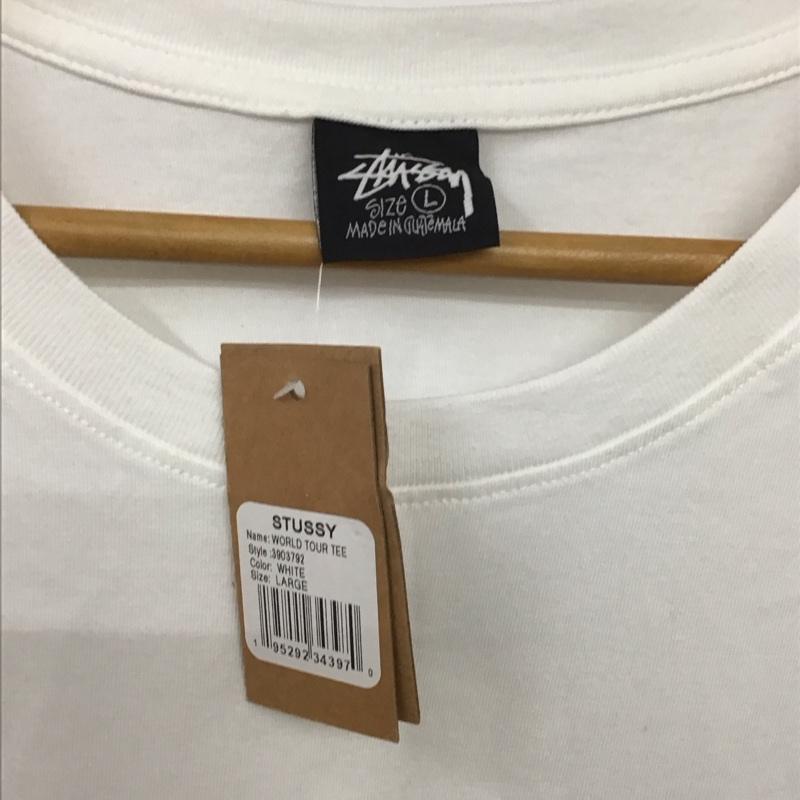 Stüssy
SIZE L
MADE IN GUATEMALA
STUSSY
Name: WORLD TOUR TEE
Style :3903792
Color: WHITE
Size: LARGE
1 95292 34397 0